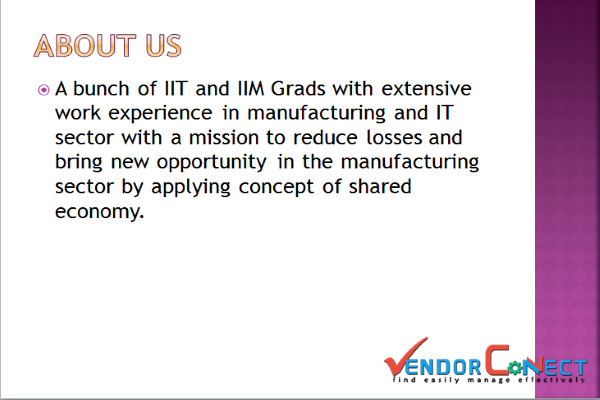 ABOUT US
A bunch of IIT and IIM Grads with extensive
work experience in manufacturing and IT
sector with a mission to reduce losses and
bring new opportunity in the manufacturing
sector by applying concept of shared
economy.
VENDOR CONECT
find easily manage effectively